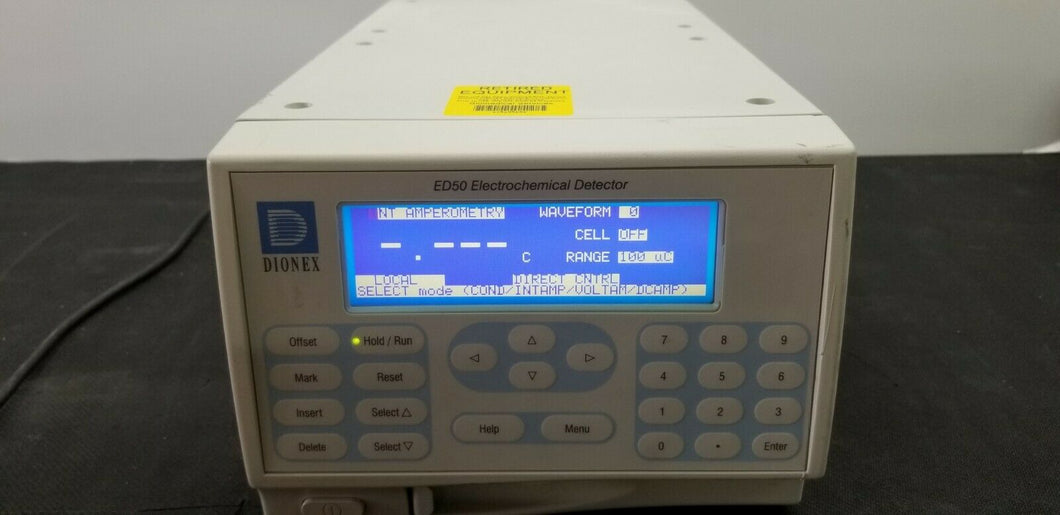 RETIRED
EQUIPMENT
ED50 Electrochemical Detector
DIONEX
NT AMPEROMETRY WAVEFORM 0
CELL OFF
_.___ C RANGE 100 uC
LOCAL DIRECT CNTRL
SELECT mode (COND/INTAMP/VOLTAM/DCAMP)
Offset Hold / Run 7 8 9
Mark Reset 4 5 6
Insert Select △ Help Menu 1 2 3
Delete Select ▽ 0 • Enter